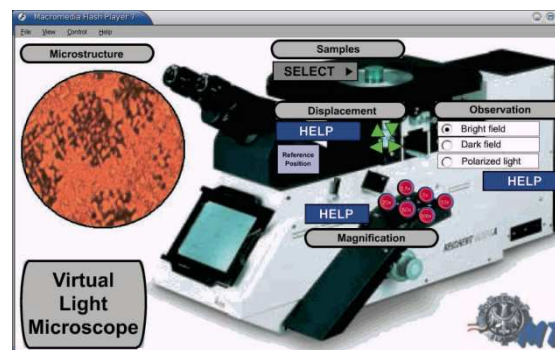 Macromedia Flash Player 7
File View Control Help
Microstructure
Samples
SELECT
Displacement
Observation
HELP
Bright field
Dark field
Polarized light
Reference
Position
HELP
HELP
Magnification
Virtual
Light
Microscope